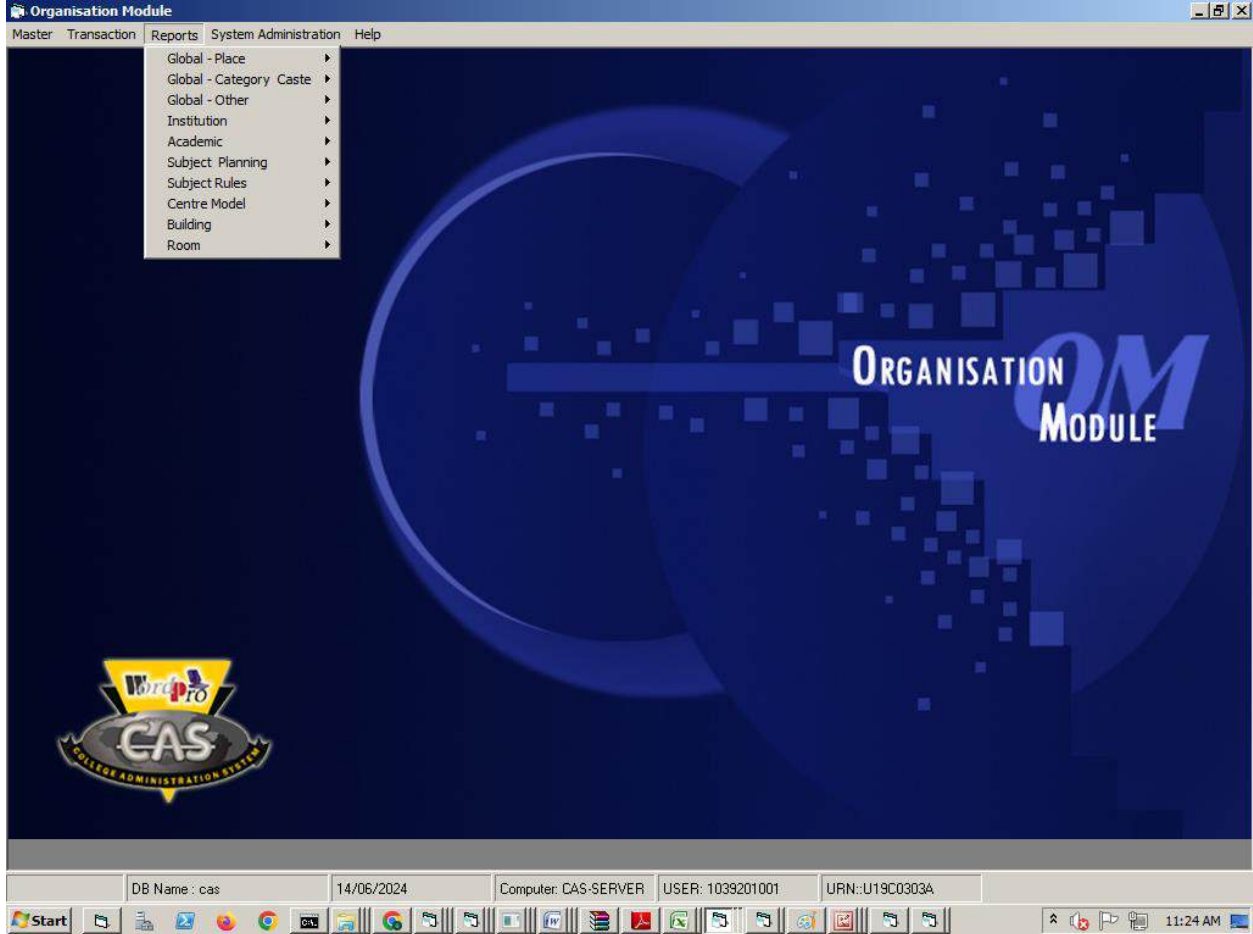 Organisation Module
Master Transaction Reports System Administration Help
Global - Place
Global - Category Caste
Global - Other
Institution
Academic
Subject Planning
Subject Rules
Centre Model
Building
Room
ORGANISATION
OM
MODULE
Wordpro
CAS
COLLEGE ADMINISTRATION SYSTEM
DB Name : cas 14/06/2024 Computer: CAS-SERVER USER: 1039201001 URN::U19C0303A
Start 11:24 AM